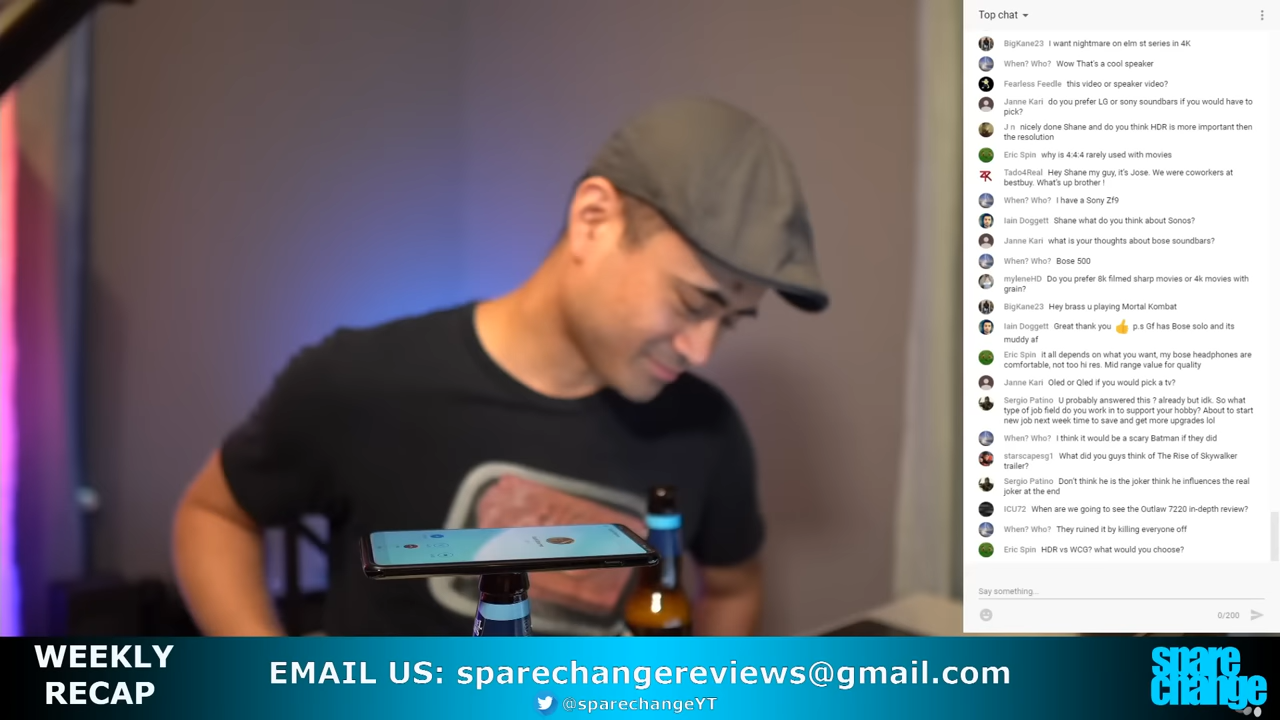 Top chat
BigKane23 I want nightmare on elm st series in 4K
When? Who? Wow That's a cool speaker
Fearless Feedle this video or speaker video?
Janne Kari do you prefer LG or sony soundbars if you would have to
pick?
J n nicely done Shane and do you think HDR is more important then
the resolution
Eric Spin why is 4:4:4 rarely used with movies
Tado4Real Hey Shane my guy, it's Jose. We were coworkers at
bestbuy. What's up brother !
When? Who? I have a Sony Zf9
Iain Doggett Shane what do you think about Sonos?
Janne Kari what is your thoughts about bose soundbars?
When? Who? Bose 500
myleneHD Do you prefer 8k filmed sharp movies or 4k movies with
grain?
BigKane23 Hey brass u playing Mortal Kombat
Iain Doggett Great thank you 👍 p.s Gf has Bose solo and its
muddy af
Eric Spin it all depends on what you want, my bose headphones are
comfortable, not too hi res. Mid range value for quality
Janne Kari Oled or Qled if you would pick a tv?
Sergio Patino U probably answered this ? already but idk. So what
type of job field do you work in to support your hobby? About to start
new job next week time to save and get more upgrades lol
When? Who? I think it would be a scary Batman if they did
starscapesg1 What did you guys think of The Rise of Skywalker
trailer?
Sergio Patino Don't think he is the joker think he influences the real
joker at the end
ICU72 When are we going to see the Outlaw 7220 in-depth review?
When? Who? They ruined it by killing everyone off
Eric Spin HDR vs WCG? what would you choose?
Say something...
0/200
WEEKLY
RECAP
EMAIL US: sparechangereviews@gmail.com
@sparechangeYT
spare
change